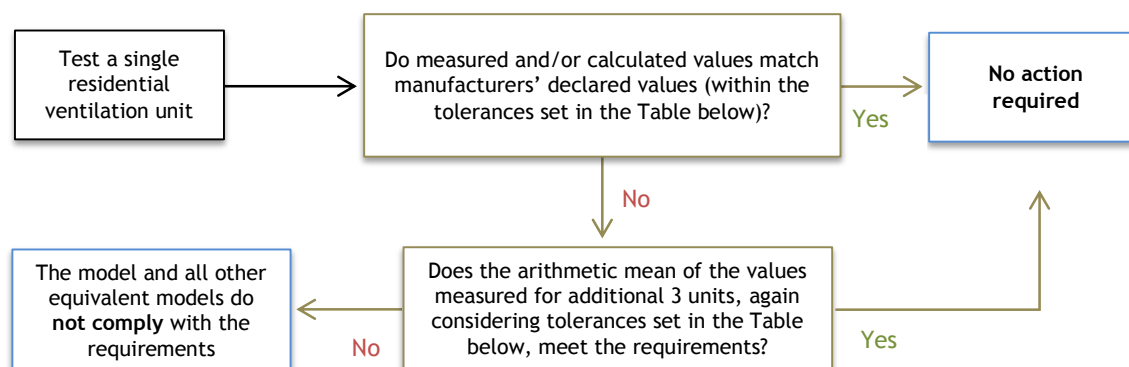 Test a single
residential
ventilation unit
Do measured and/or calculated values match
manufacturers’ declared values (within the
tolerances set in the Table below)?
Yes
No action
required
No
The model and all other
equivalent models do
not comply with the
requirements
No
Does the arithmetic mean of the values
measured for additional 3 units, again
considering tolerances set in the Table
below, meet the requirements?
Yes